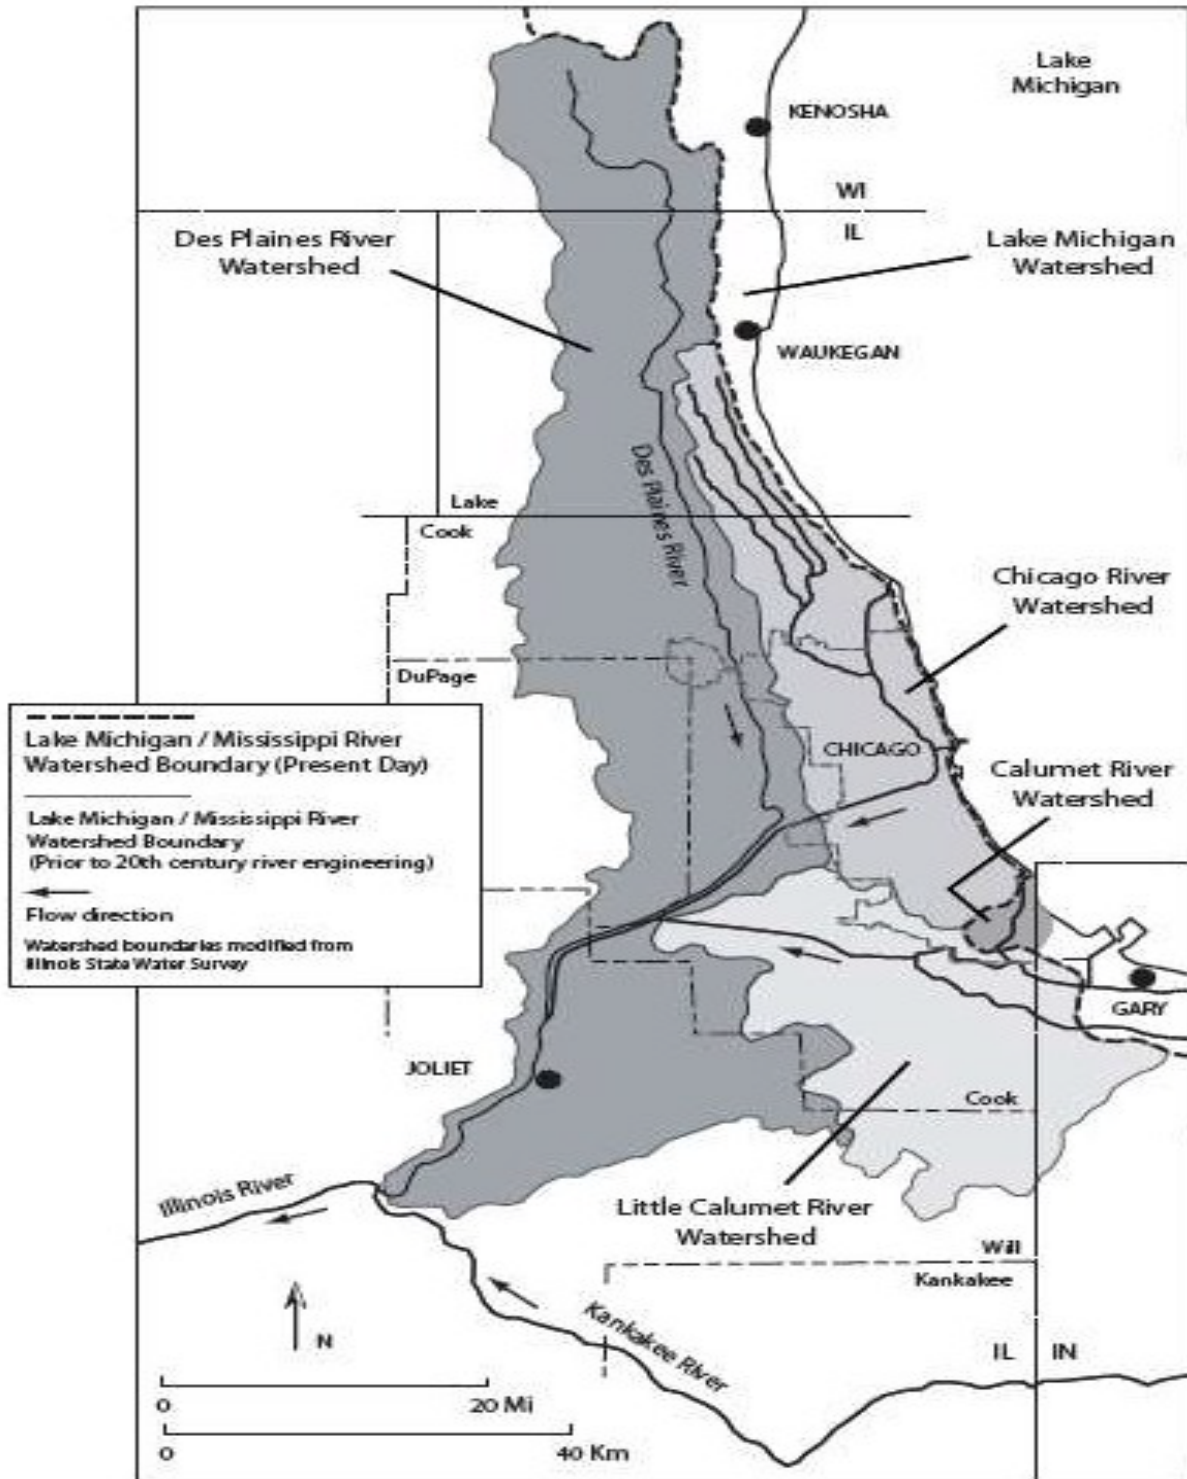 Lake
Michigan
KENOSHA
WI
IL
Des Plaines River
Watershed
Lake Michigan
Watershed
WAUKEGAN
Des Plaines River
Lake
Cook
Chicago River
Watershed
DuPage
CHICAGO
Calumet River
Watershed
Lake Michigan / Mississippi River
Watershed Boundary (Present Day)
Lake Michigan / Mississippi River
Watershed Boundary
(Prior to 20th century river engineering)
Flow direction
Watershed boundaries modified from
Illinois State Water Survey
GARY
JOLIET
Cook
Illinois River
Little Calumet River
Watershed
Will
Kankakee
Kankakee River
N
IL
IN
0
20 Mi
0
40 Km